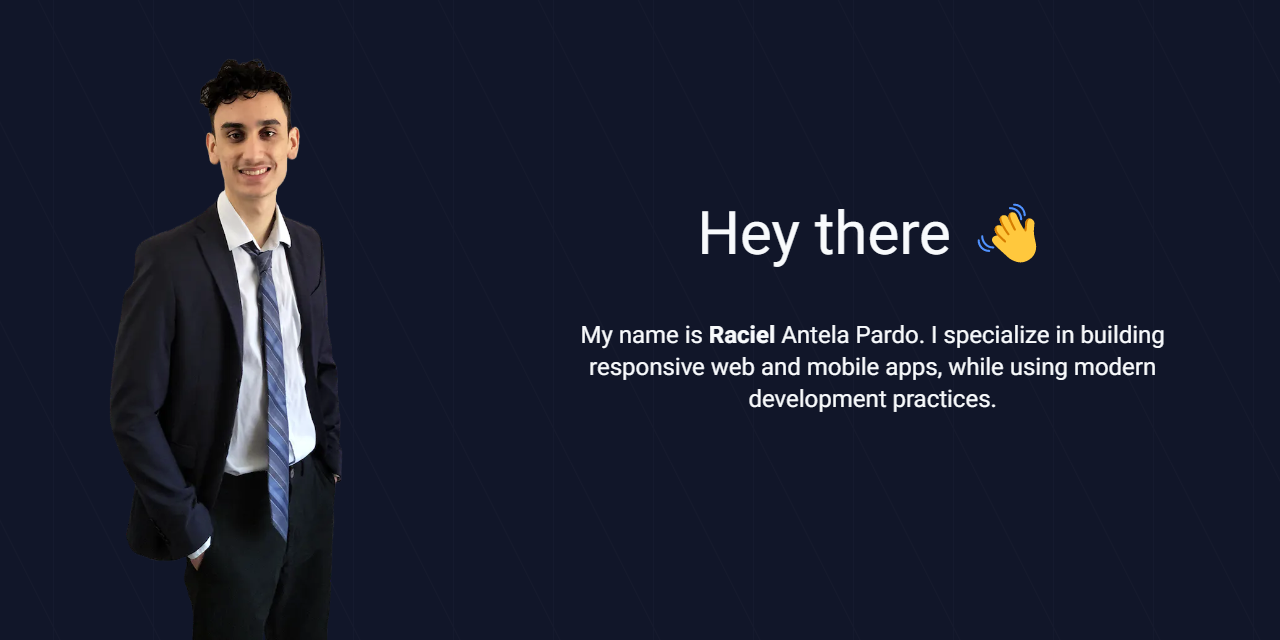 Hey there 👋
My name is Raciel Antela Pardo. I specialize in building
responsive web and mobile apps, while using modern
development practices.